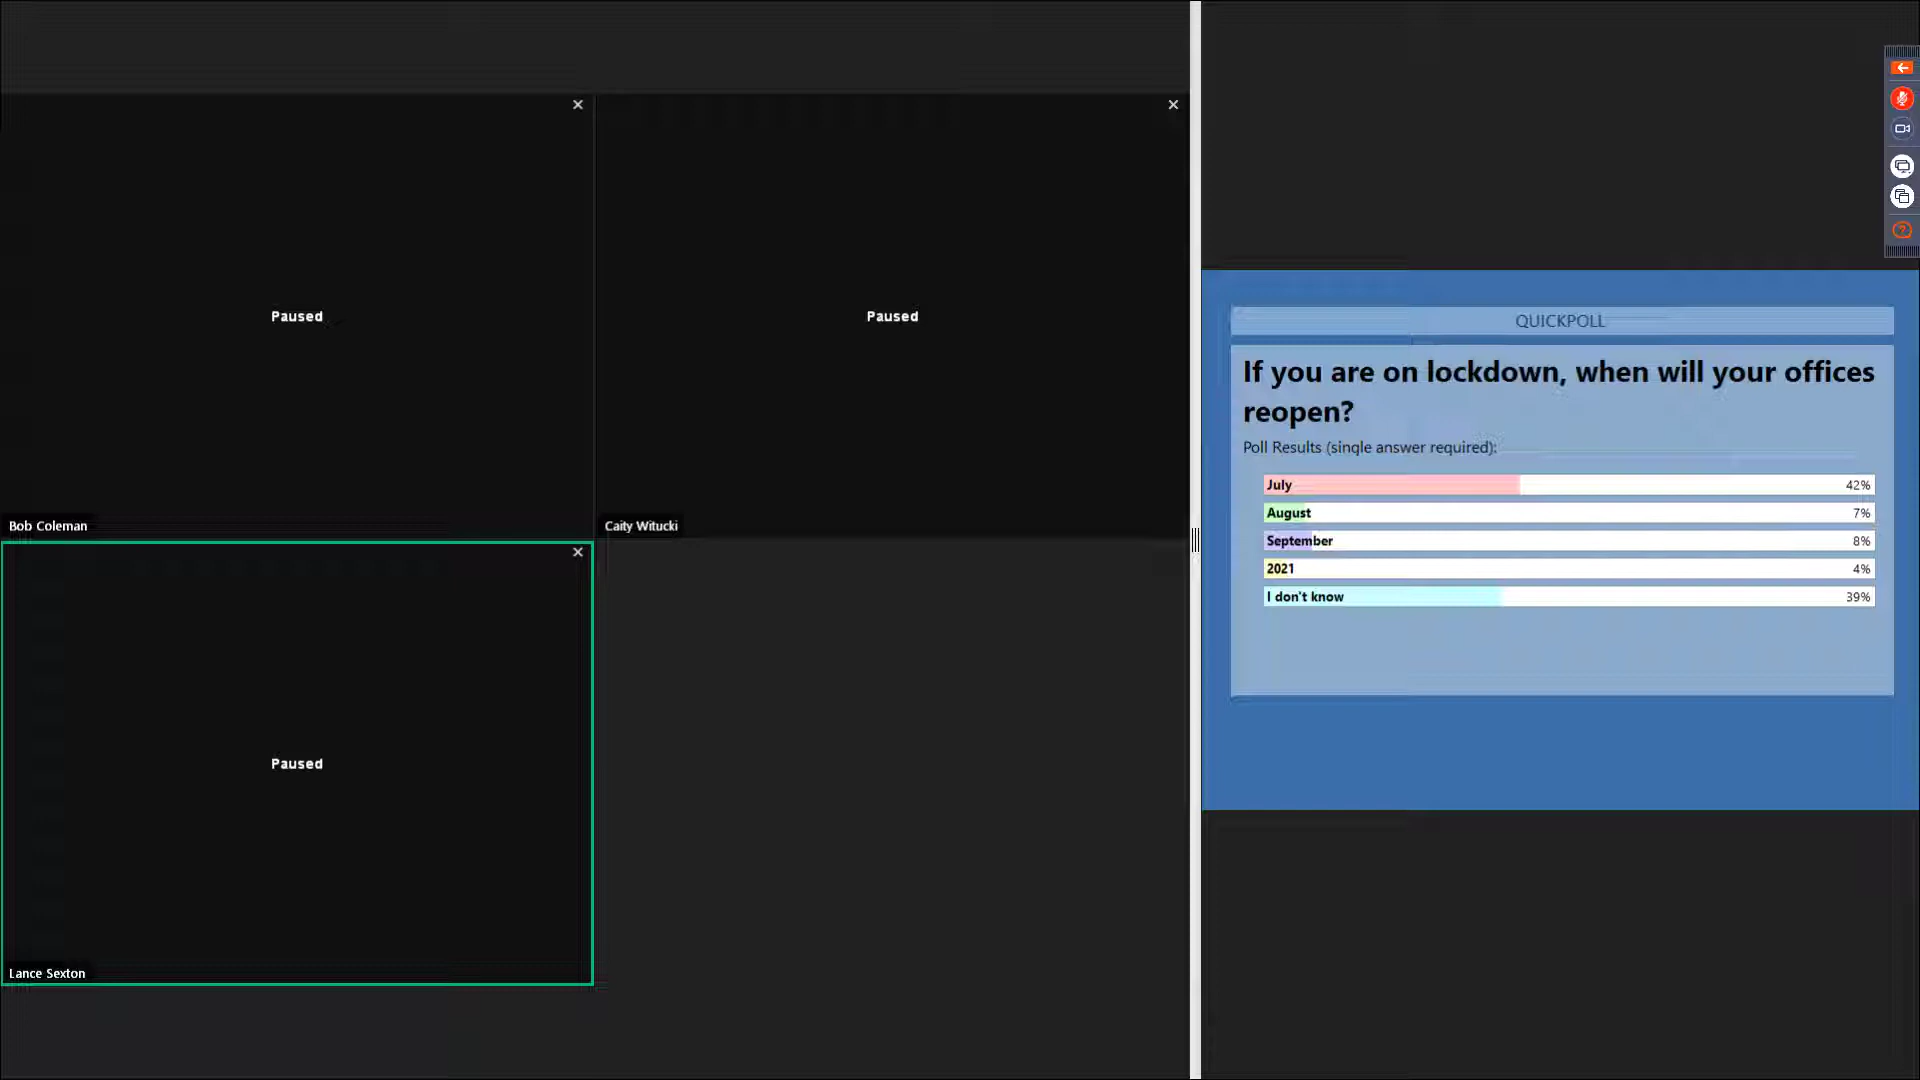 Paused
Bob Coleman
Paused
Caity Witucki
Paused
Lance Sexton
QUICKPOLL
If you are on lockdown, when will your offices
reopen?
Poll Results (single answer required):
July 42%
August 7%
September 8%
2021 4%
I don't know 39%